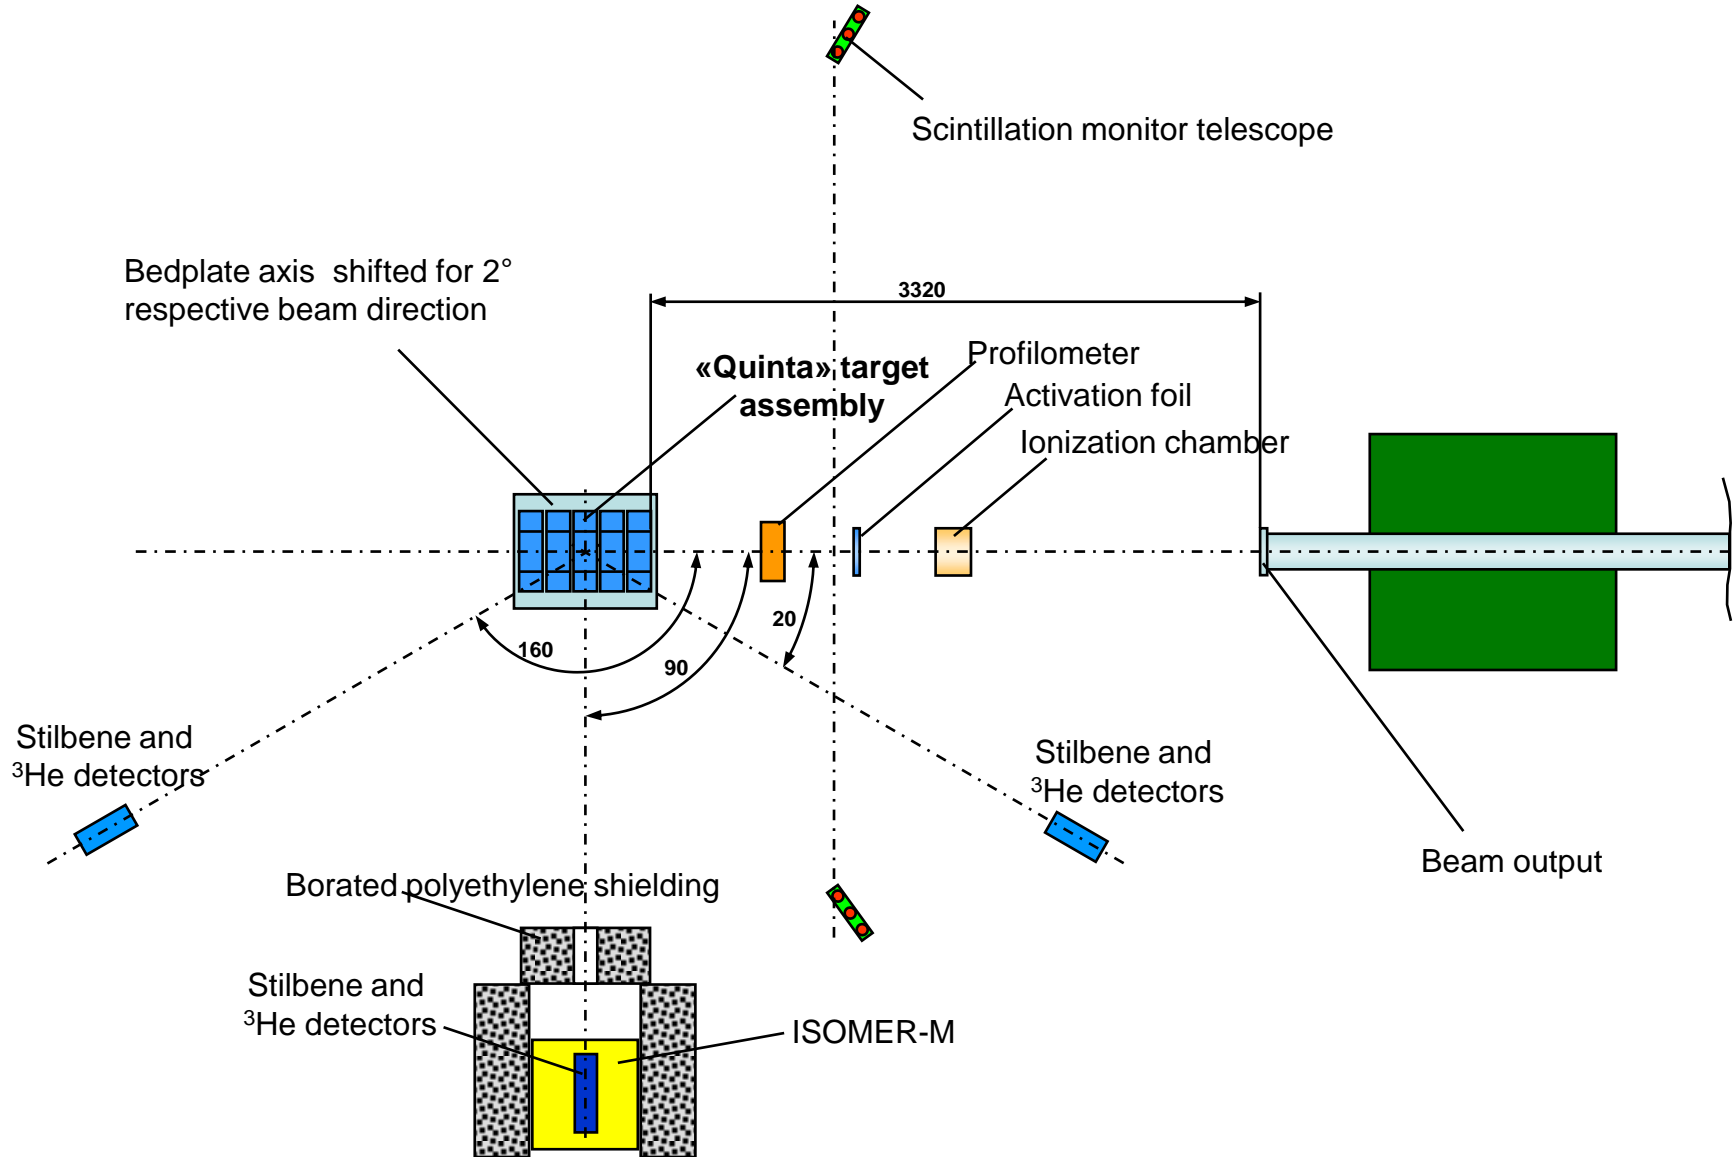 Scintillation monitor telescope
Bedplate axis shifted for 2°
respective beam direction
3320
«Quinta» target
assembly
Profilometer
Activation foil
Ionization chamber
20
160
90
Stilbene and
³He detectors
Stilbene and
³He detectors
Beam output
Borated polyethylene shielding
Stilbene and
³He detectors
ISOMER-M